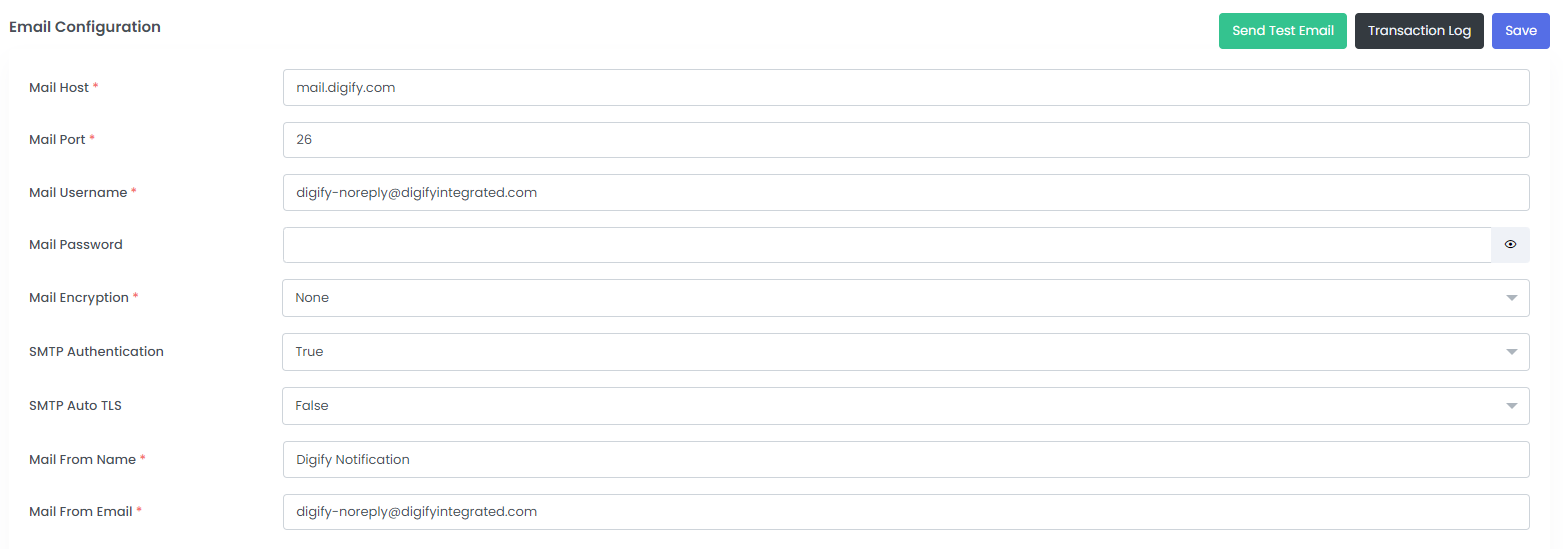 Email Configuration
Send Test Email
Transaction Log
Save
Mail Host *
mail.digify.com
Mail Port *
26
Mail Username *
digify-noreply@digifyintegrated.com
Mail Password
Mail Encryption *
None
SMTP Authentication
True
SMTP Auto TLS
False
Mail From Name *
Digify Notification
Mail From Email *
digify-noreply@digifyintegrated.com